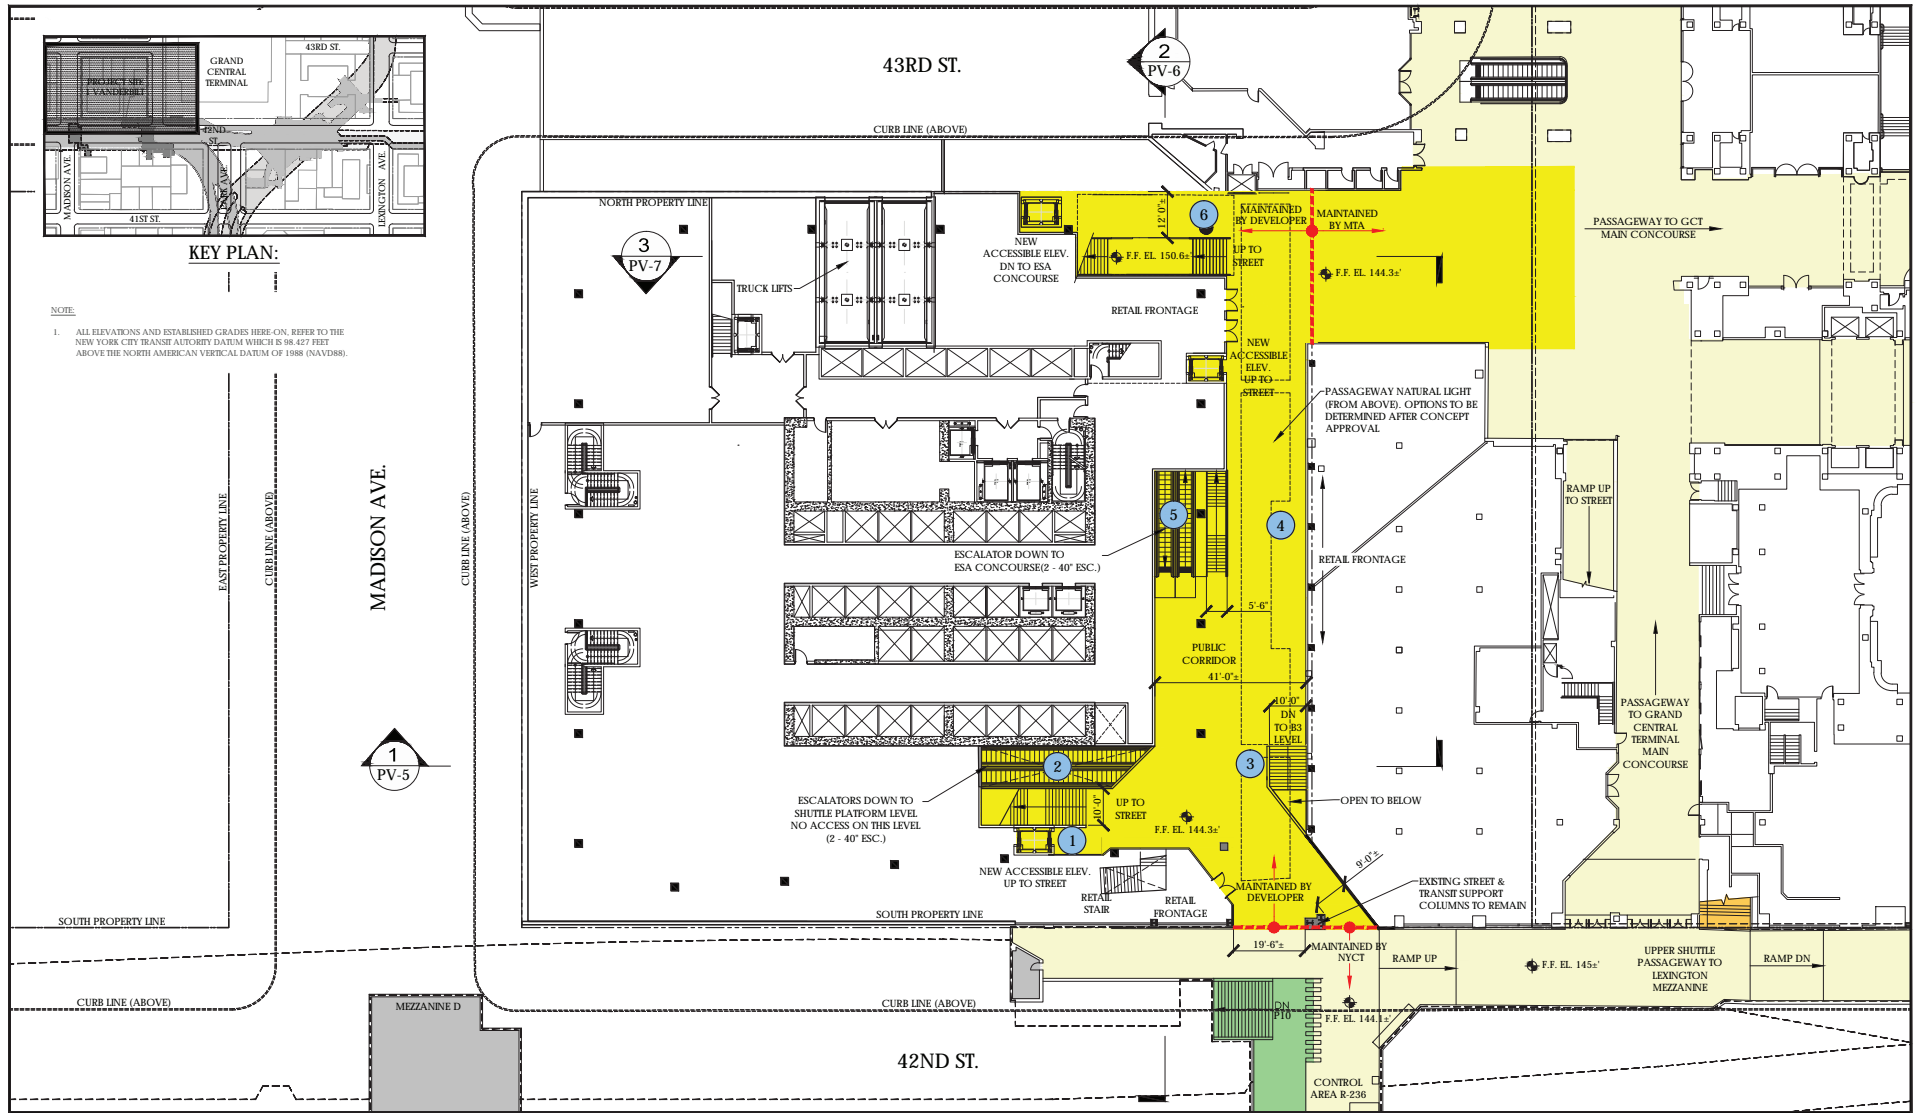 43RD ST.
GRAND
CENTRAL
TERMINAL
PROJECT SITE
1 VANDERBILT
42ND
ST.
MADISON AVE.
PARK AVE.
LEXINGTON AVE.
41ST ST.
KEY PLAN:
NOTE:
1. ALL ELEVATIONS AND ESTABLISHED GRADES HERE-ON, REFER TO THE
NEW YORK CITY TRANSIT AUTORITY DATUM WHICH IS 98.427 FEET
ABOVE THE NORTH AMERICAN VERTICAL DATUM OF 1988 (NAVD88).
43RD ST.
2
PV-6
CURB LINE (ABOVE)
NORTH PROPERTY LINE
3
PV-7
TRUCK LIFTS
NEW
ACCESSIBLE ELEV.
DN TO ESA
CONCOURSE
12' 0"±
6
MAINTAINED
BY DEVELOPER
MAINTAINED
BY MTA
UP TO
STREET
F.F. EL. 150.6±'
F.F. EL. 144.3±'
PASSAGEWAY TO GCT
MAIN CONCOURSE
RETAIL FRONTAGE
NEW
ACCESSIBLE
ELEV.
UP TO
STREET
PASSAGEWAY NATURAL LIGHT
(FROM ABOVE). OPTIONS TO BE
DETERMINED AFTER CONCEPT
APPROVAL
RAMP UP
TO STREET
EAST PROPERTY LINE
CURB LINE (ABOVE)
MADISON AVE.
CURB LINE (ABOVE)
WEST PROPERTY LINE
5
4
ESCALATOR DOWN TO
ESA CONCOURSE(2 - 40" ESC.)
RETAIL FRONTAGE
5'-6"
PUBLIC
CORRIDOR
41'-0"±
10'-0"
DN
TO B3
LEVEL
PASSAGEWAY
TO GRAND
CENTRAL
TERMINAL
MAIN
CONCOURSE
1
PV-5
2
3
ESCALATORS DOWN TO
SHUTTLE PLATFORM LEVEL
NO ACCESS ON THIS LEVEL
(2 - 40" ESC.)
10'-0"
UP TO
STREET
OPEN TO BELOW
F.F. EL. 144.3±'
1
9'-0"±
NEW ACCESSIBLE ELEV.
UP TO STREET
RETAIL
STAIR
RETAIL
FRONTAGE
MAINTAINED BY
DEVELOPER
EXISTING STREET &
TRANSIT SUPPORT
COLUMNS TO REMAIN
SOUTH PROPERTY LINE
SOUTH PROPERTY LINE
19'-6"±
MAINTAINED BY
NYCT
RAMP UP
F.F. EL. 145±'
UPPER SHUTTLE
PASSAGEWAY TO
LEXINGTON
MEZZANINE
RAMP DN
CURB LINE (ABOVE)
MEZZANINE D
CURB LINE (ABOVE)
DN
P10
F.F. EL. 144.1±'
42ND ST.
CONTROL
AREA R-236